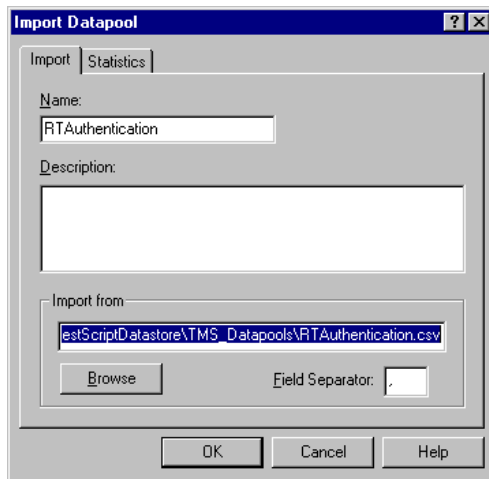 Import Datapool
Import Statistics
Name:
RTAuthentication
Description:
Import from
estScriptDatastore\TMS_Datapools\RTAuthentication.csv
Browse Field Separator: ,
OK Cancel Help